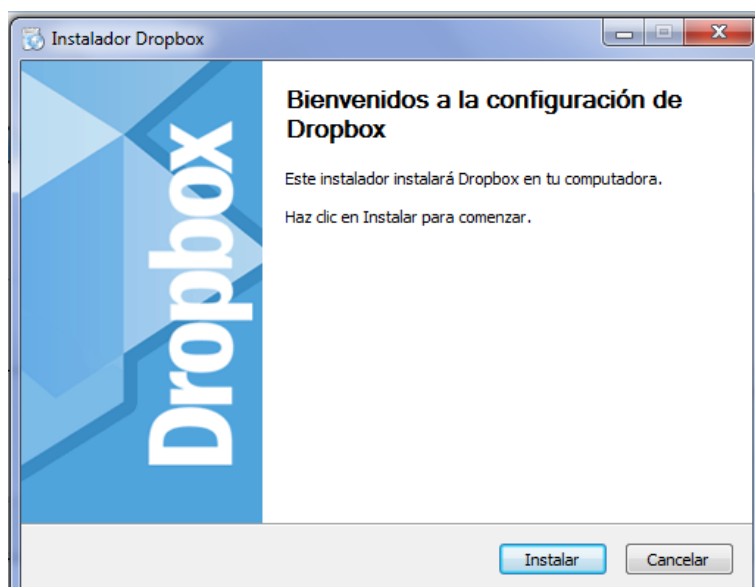 Instalador Dropbox
Dropbox
Bienvenidos a la configuración de
Dropbox
Este instalador instalará Dropbox en tu computadora.
Haz clic en Instalar para comenzar.
Instalar
Cancelar